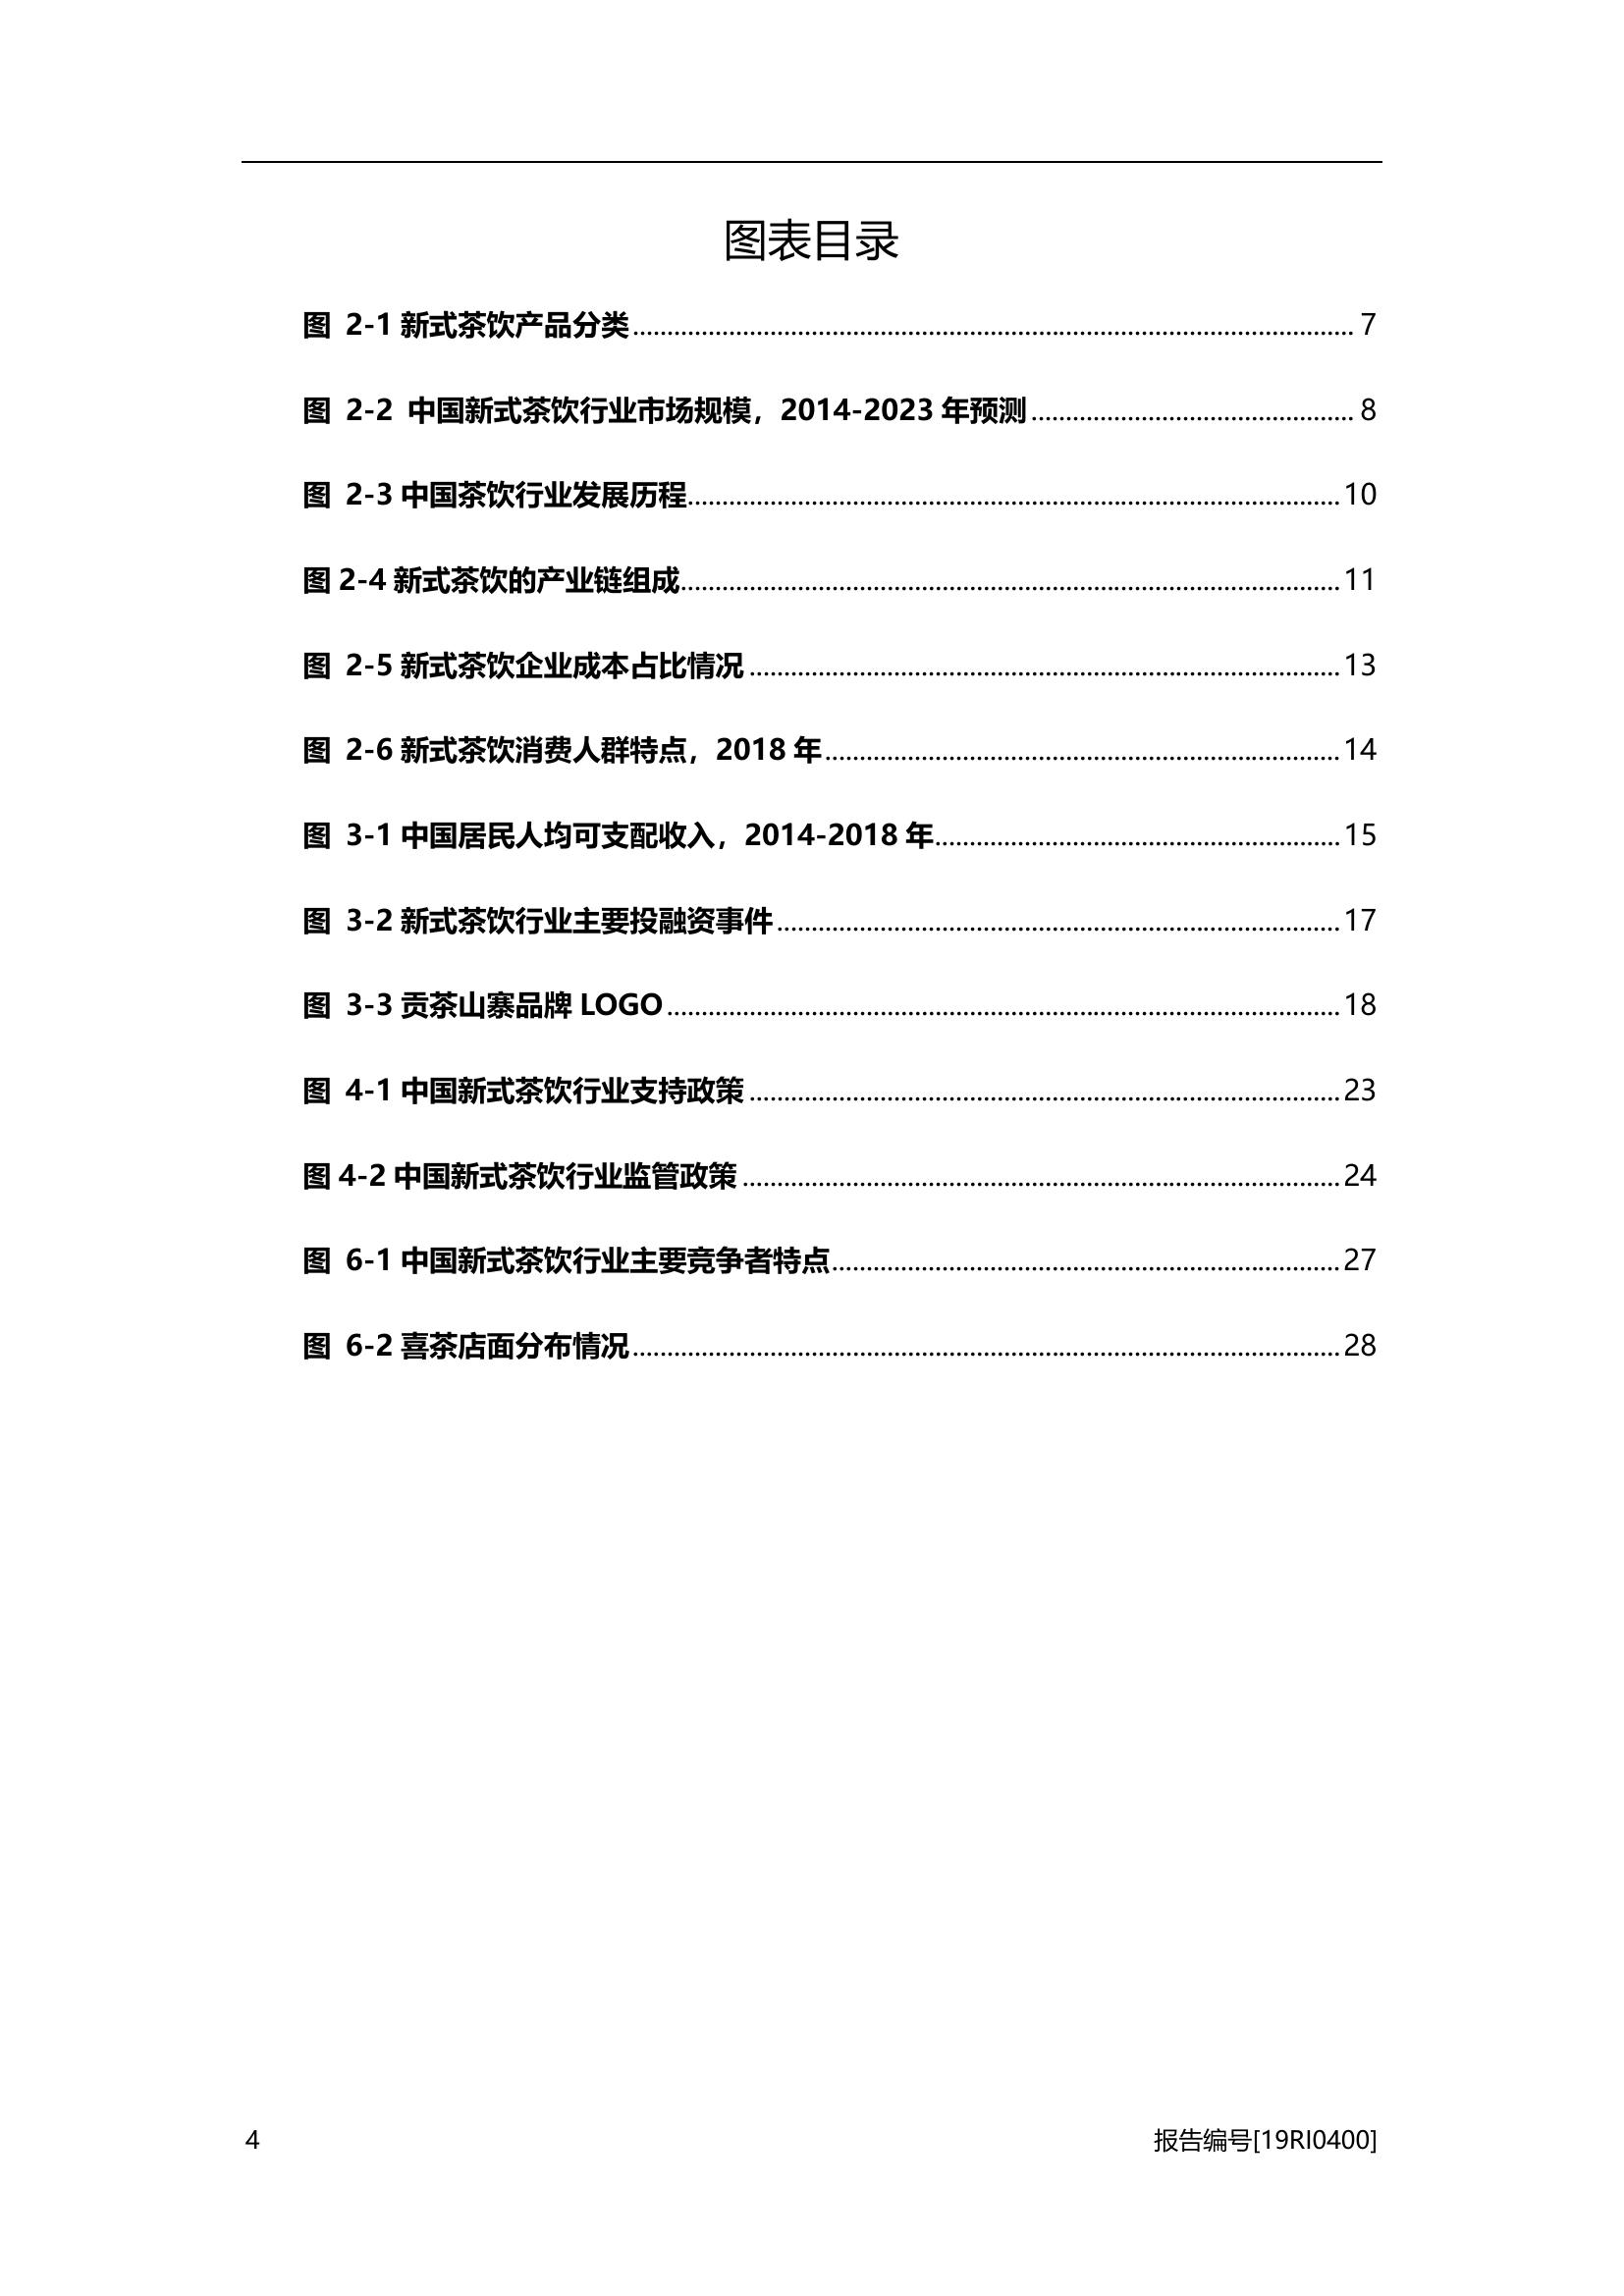 图表目录
图 2-1 新式茶饮产品分类........................................ 7
图 2-2 中国新式茶饮行业市场规模，2014-2023 年预测........................................ 8
图 2-3 中国茶饮行业发展历程........................................ 10
图 2-4 新式茶饮的产业链组成........................................ 11
图 2-5 新式茶饮企业成本占比情况........................................ 13
图 2-6 新式茶饮消费人群特点，2018 年........................................ 14
图 3-1 中国居民人均可支配收入，2014-2018 年........................................ 15
图 3-2 新式茶饮行业主要投融资事件........................................ 17
图 3-3 贡茶山寨品牌 LOGO........................................ 18
图 4-1 中国新式茶饮行业支持政策........................................ 23
图 4-2 中国新式茶饮行业监管政策........................................ 24
图 6-1 中国新式茶饮行业主要竞争者特点........................................ 27
图 6-2 喜茶店面分布情况........................................ 28
4 报告编号[19RI0400]